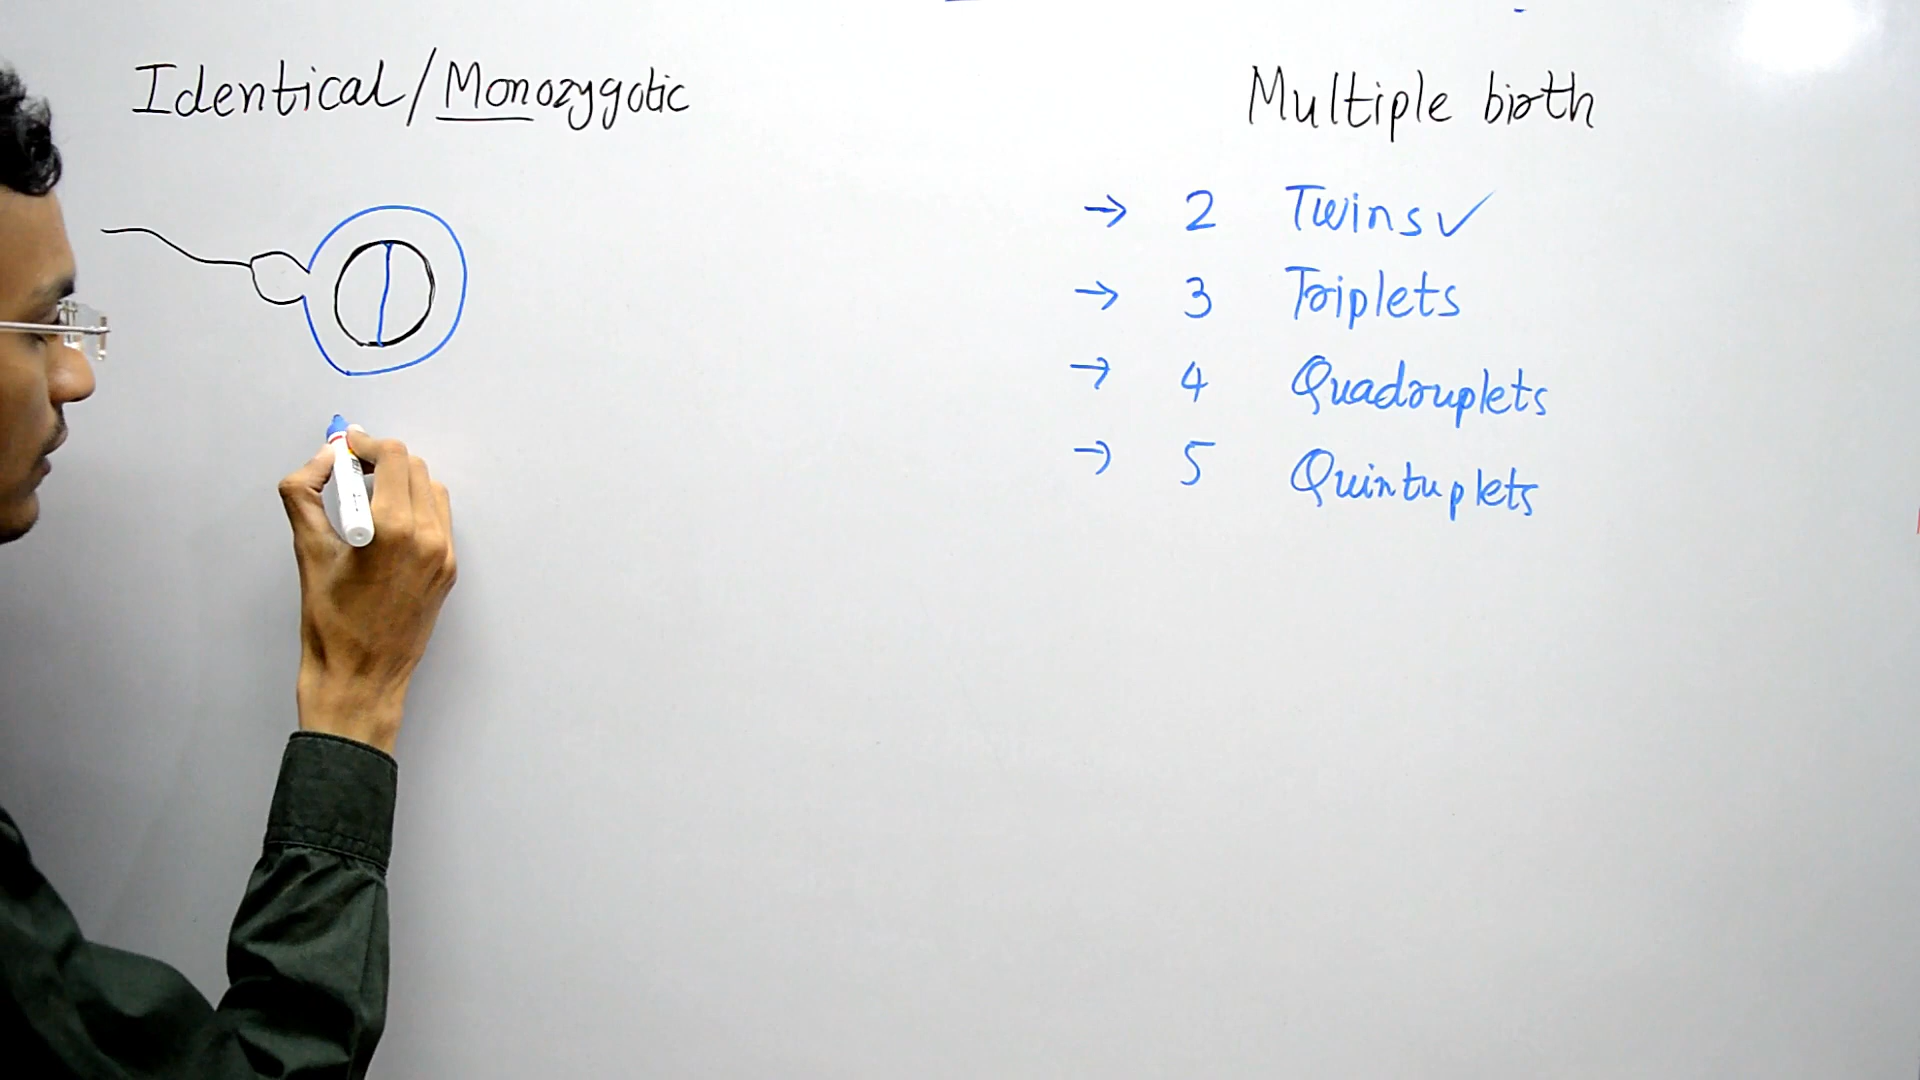 Identical/Monozygotic
Multiple birth
→ 2 Twins✓
→ 3 Triplets
→ 4 Quadruplets
→ 5 Quintuplets